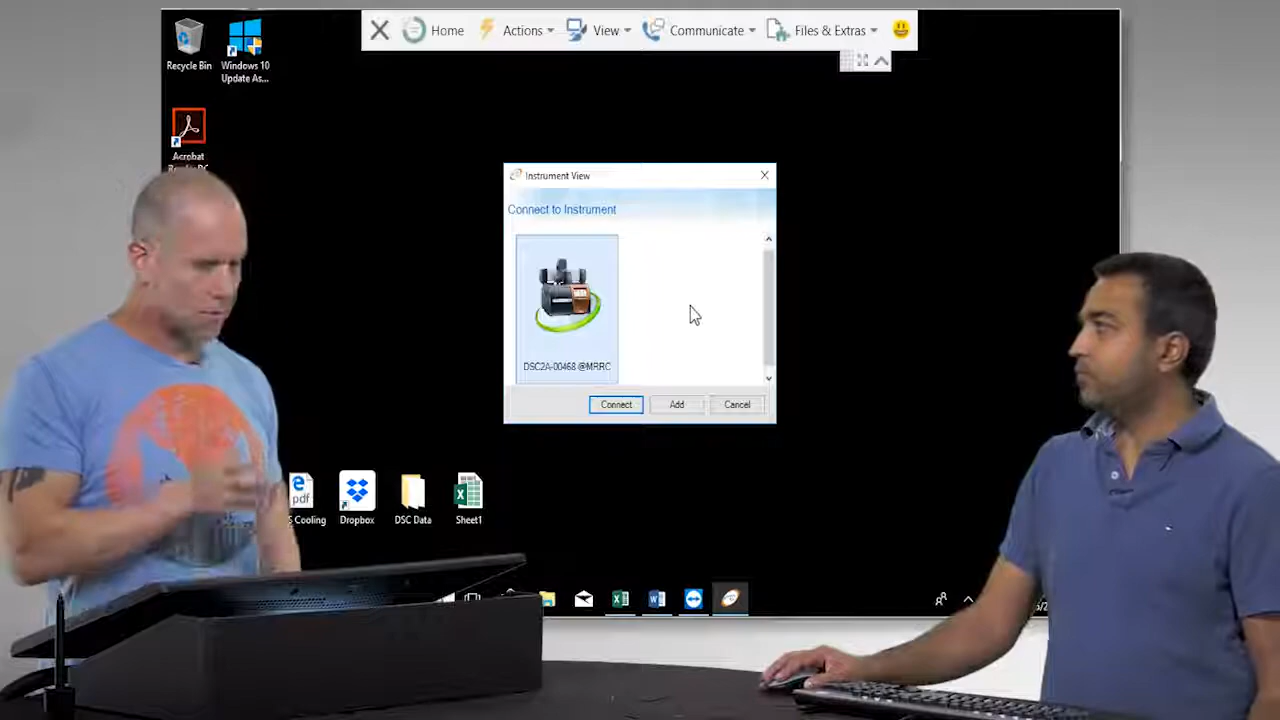 Home
Actions
View
Communicate
Files & Extras
Recycle Bin
Windows 10
Update As...
Acrobat
Instrument View
Connect to Instrument
DSC2A-00468 @MRRC
Connect
Add
Cancel
pdf
Cooling
Dropbox
DSC Data
Sheet1